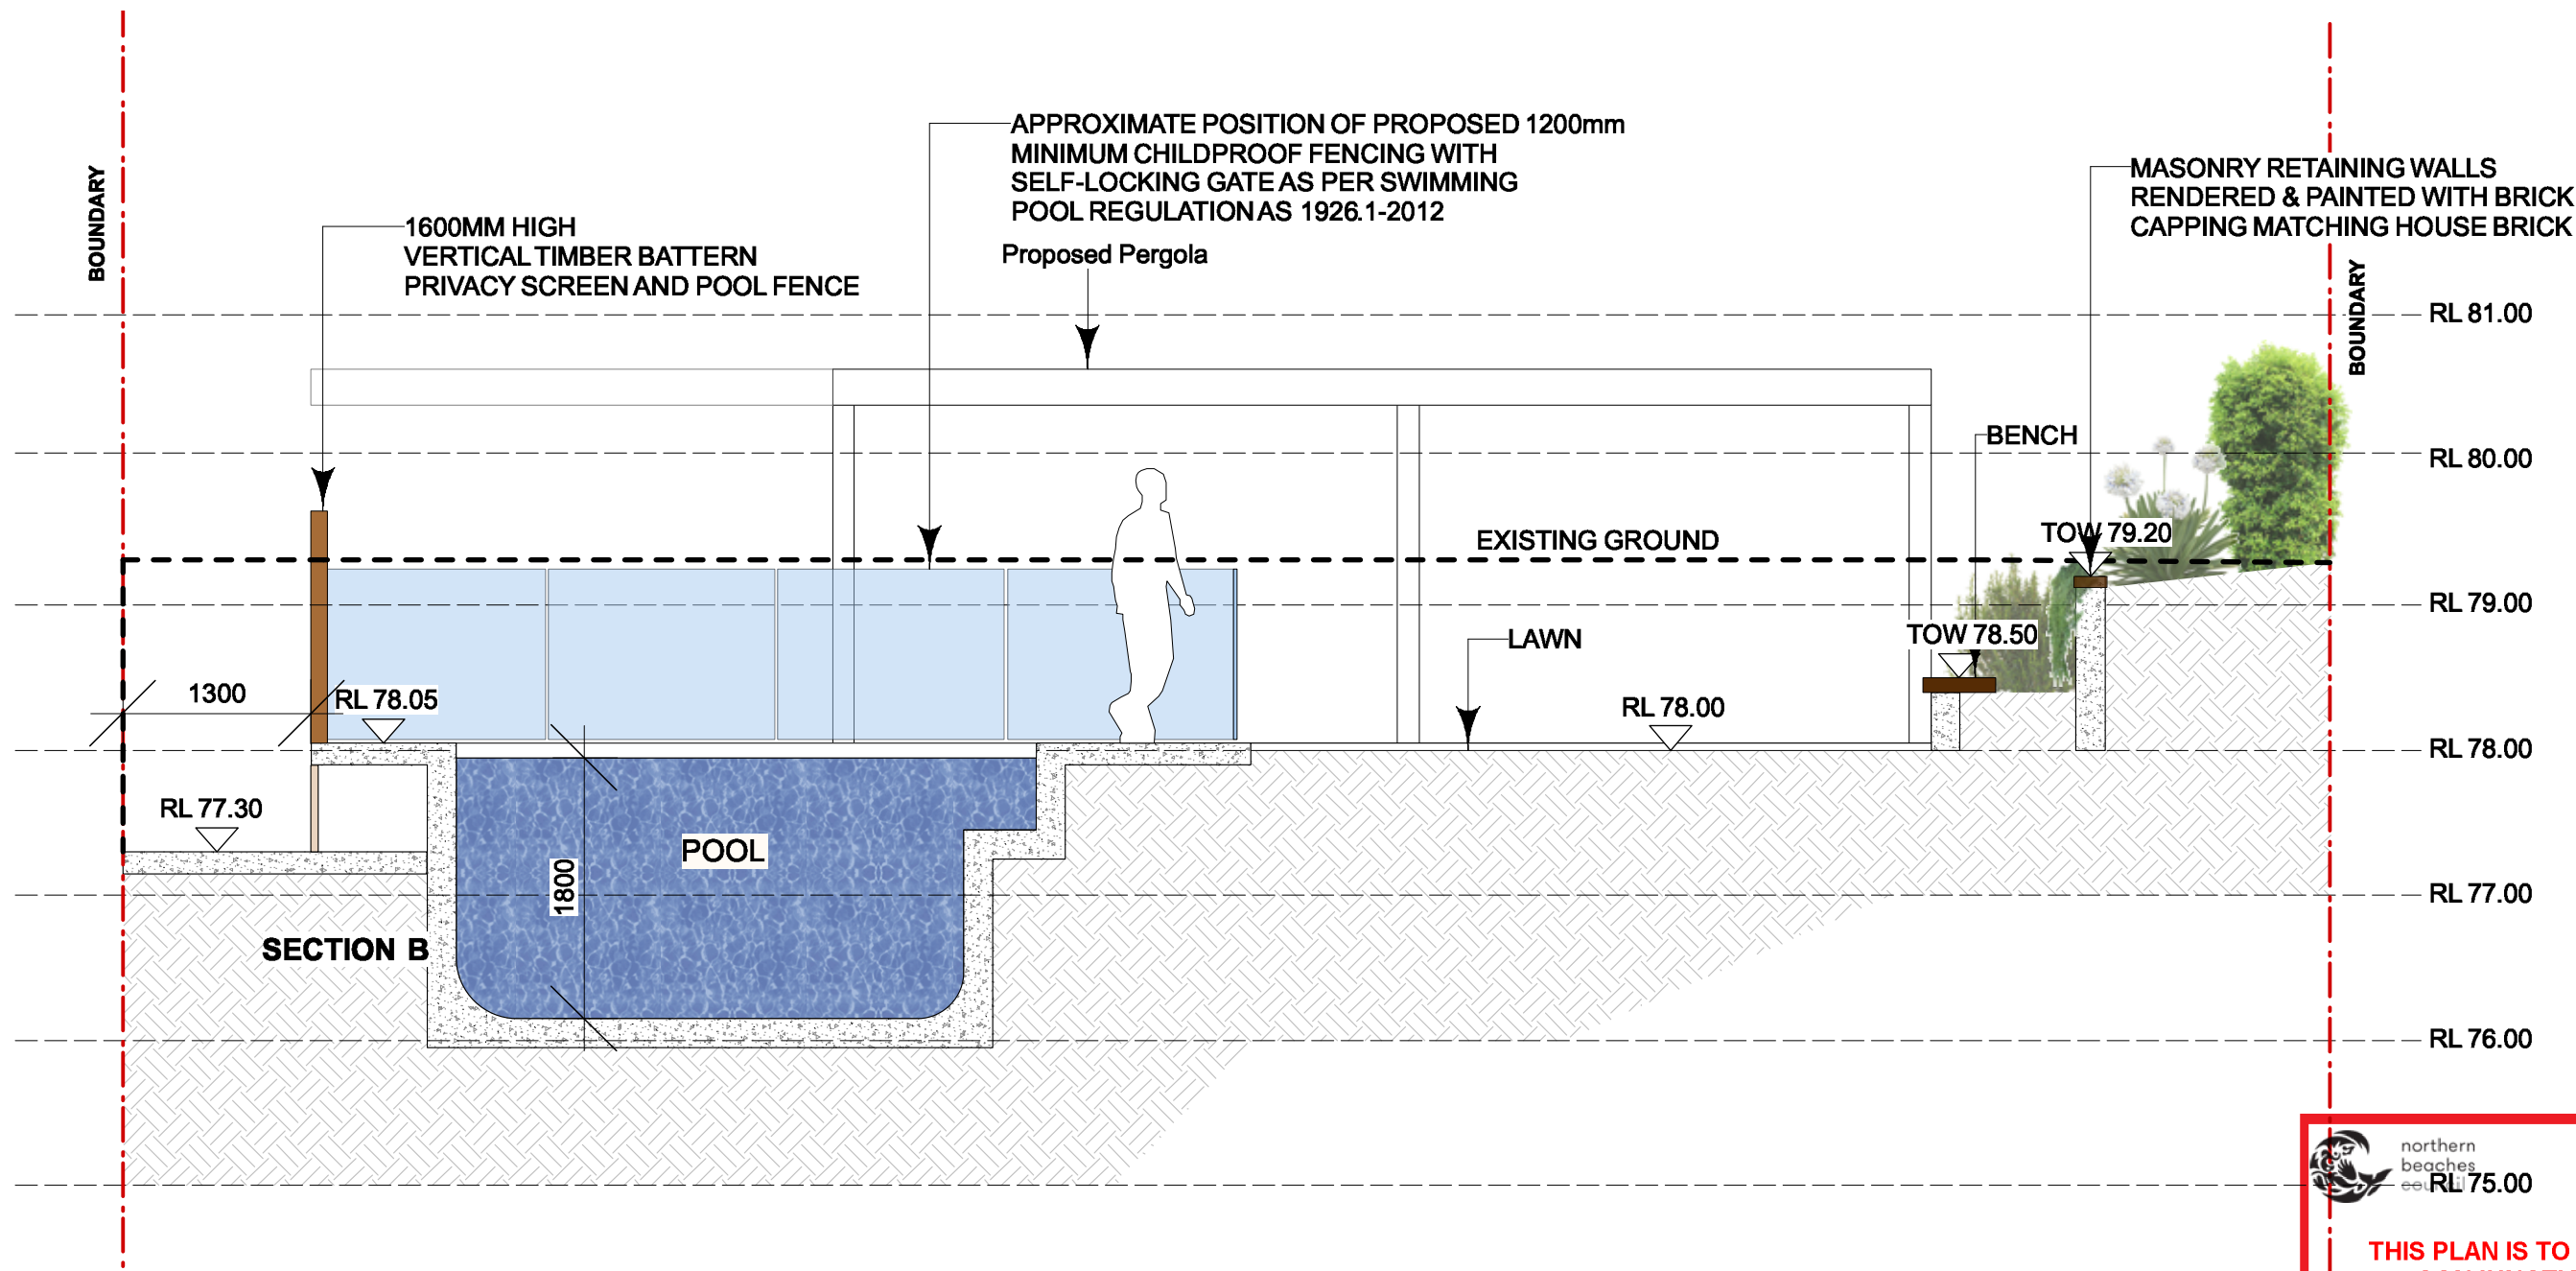 BOUNDARY
1600MM HIGH
VERTICAL TIMBER BATTERN
PRIVACY SCREEN AND POOL FENCE
APPROXIMATE POSITION OF PROPOSED 1200mm
MINIMUM CHILDPROOF FENCING WITH
SELF-LOCKING GATE AS PER SWIMMING
POOL REGULATION AS 1926.1-2012
Proposed Pergola
MASONRY RETAINING WALLS
RENDERED & PAINTED WITH BRICK
CAPPING MATCHING HOUSE BRICK
BOUNDARY
RL 81.00
BENCH
RL 80.00
EXISTING GROUND
TOW 79.20
RL 79.00
LAWN
TOW 78.50
1300
RL 78.05
RL 78.00
RL 78.00
RL 77.30
POOL
1800
RL 77.00
SECTION B
RL 76.00
northern
beaches
council
RL 75.00
THIS PLAN IS TO